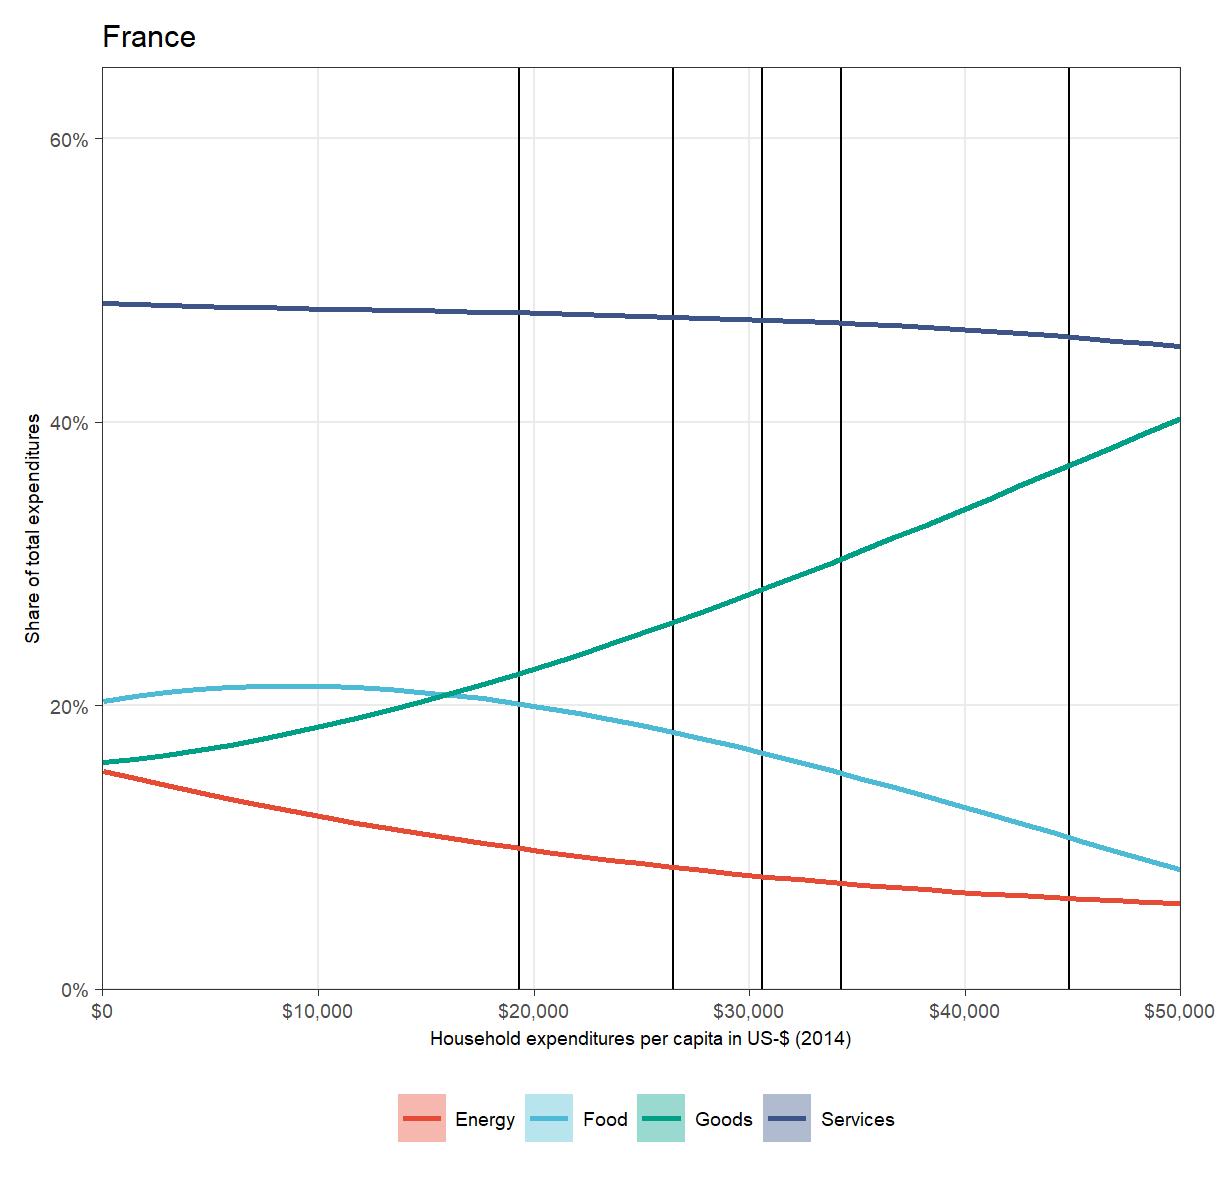 France
Share of total expenditures
60%
40%
20%
0%
$0 $10,000 $20,000 $30,000 $40,000 $50,000
Household expenditures per capita in US-$ (2014)
Energy Food Goods Services